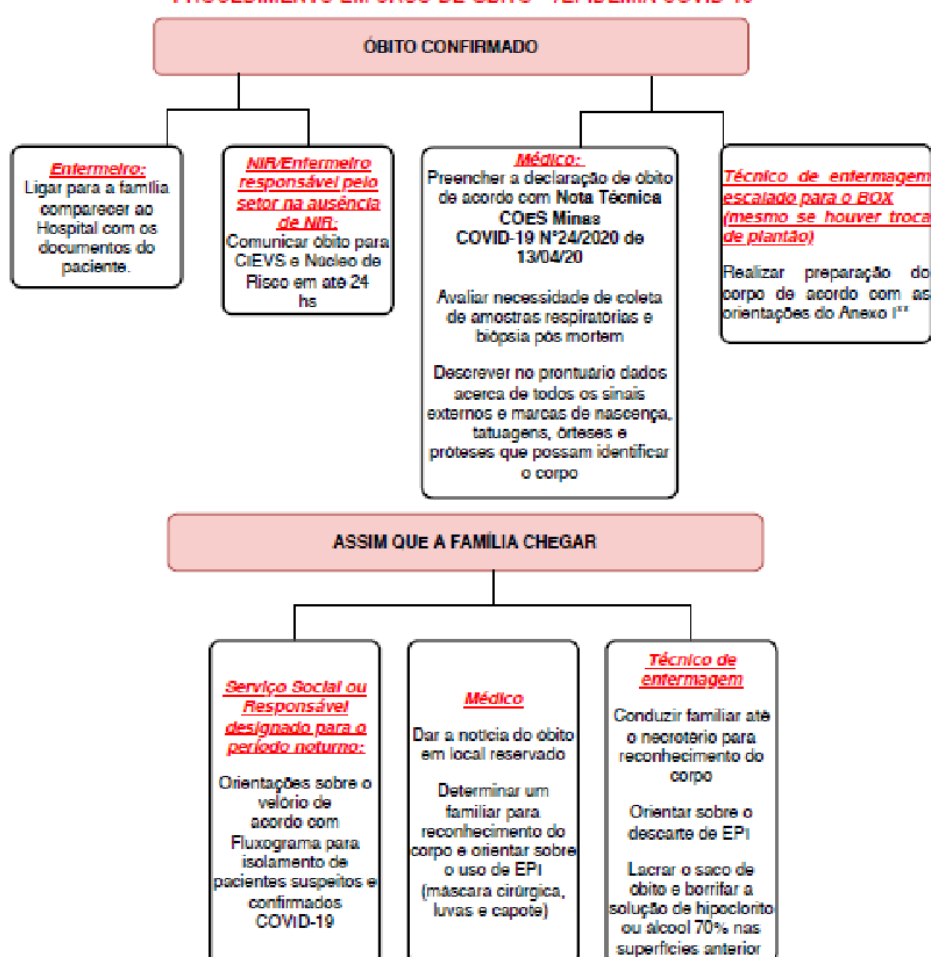 ÓBITO CONFIRMADO
Enfermeiro:
Ligar para a família
comparecer ao
Hospital com os
documentos do
paciente.
NIR/Enfermeiro
responsável pelo
setor na ausência
de NIR:
Comunicar óbito para
CIEVS e Núcleo de
Risco em até 24
hs
Médico:
Preencher a declaração de óbito
de acordo com Nota Técnica
COES Minas
COVID-19 N°24/2020 de
13/04/20
Avaliar necessidade de coleta
de amostras respiratórias e
biópsia pós mortem
Descrever no prontuário dados
acerca de todos os sinais
externos e marcas de nascença,
tatuagens, órteses e
próteses que possam identificar
o corpo
Técnico de enfermagem
escalado para o BOX
(mesmo se houver troca
de plantão)
Realizar preparação do
corpo de acordo com as
orientações do Anexo I**
ASSIM QUE A FAMÍLIA CHEGAR
Serviço Social ou
Responsável
designado para o
período noturno:
Orientações sobre o
velório de
acordo com
Fluxograma para
isolamento de
pacientes suspeitos e
confirmados
COVID-19
Médico
Dar a notícia do óbito
em local reservado
Determinar um
familiar para
reconhecimento do
corpo e orientar sobre
o uso de EPI
(máscara cirúrgica,
luvas e capote)
Técnico de
enfermagem
Conduzir familiar até
o necrotério para
reconhecimento do
corpo
Orientar sobre o
descarte de EPI
Lacrar o saco de
óbito e borrifar a
solução de hipoclorito
ou álcool 70% nas
superfícies anterior